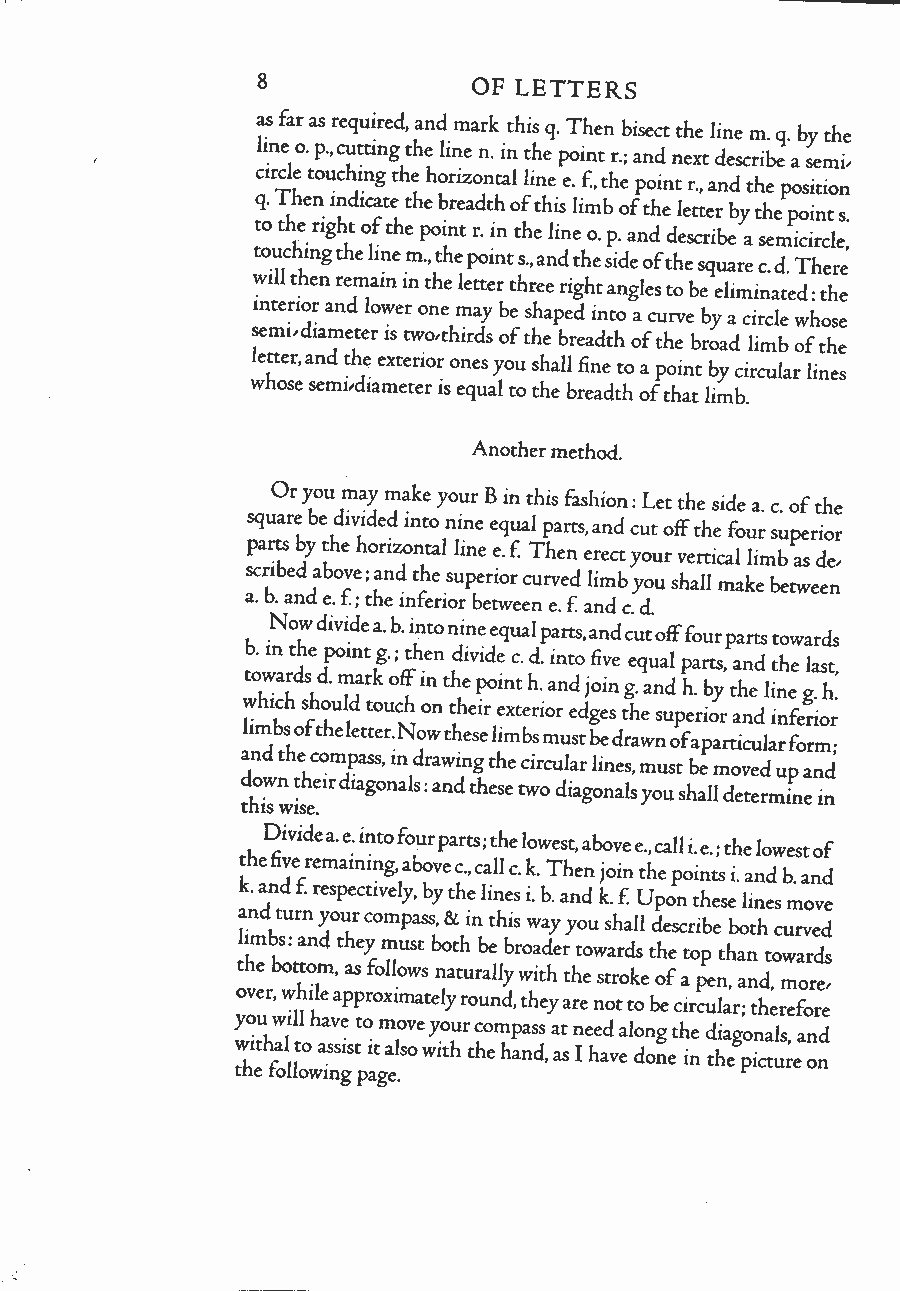 8 OF LETTERS
as far as required, and mark this q. Then bisect the line m. q. by the
line o. p., cutting the line n. in the point r.; and next describe a semi-
circle touching the horizontal line e. f., the point r., and the position
q. Then indicate the breadth of this limb of the letter by the point s.
to the right of the point r. in the line o. p. and describe a semicircle,
touching the line m., the point s., and the side of the square c. d. There
will then remain in the letter three right angles to be eliminated: the
interior and lower one may be shaped into a curve by a circle whose
semi-diameter is two-thirds of the breadth of the broad limb of the
letter, and the exterior ones you shall fine to a point by circular lines
whose semi-diameter is equal to the breadth of that limb.
Another method.
Or you may make your B in this fashion: Let the side a. c. of the
square be divided into nine equal parts, and cut off the four superior
parts by the horizontal line e. f. Then erect your vertical limb as de-
scribed above; and the superior curved limb you shall make between
a. b. and e. f.; the inferior between e. f. and c. d.
Now divide a. b. into nine equal parts, and cut off four parts towards
b. in the point g.; then divide c. d. into five equal parts, and the last,
towards d. mark off in the point h. and join g. and h. by the line g. h.
which should touch on their exterior edges the superior and inferior
limbs of the letter. Now these limbs must be drawn of a particular form;
and the compass, in drawing the circular lines, must be moved up and
down their diagonals: and these two diagonals you shall determine in
this wise.
Divide a. e. into four parts; the lowest, above e., call i. e.; the lowest of
the five remaining, above c., call c. k. Then join the points i. and b. and
k. and f. respectively, by the lines i. b. and k. f. Upon these lines move
and turn your compass, & in this way you shall describe both curved
limbs: and they must both be broader towards the top than towards
the bottom, as follows naturally with the stroke of a pen, and, more-
over, while approximately round, they are not to be circular; therefore
you will have to move your compass at need along the diagonals, and
withal to assist it also with the hand, as I have done in the picture on
the following page.